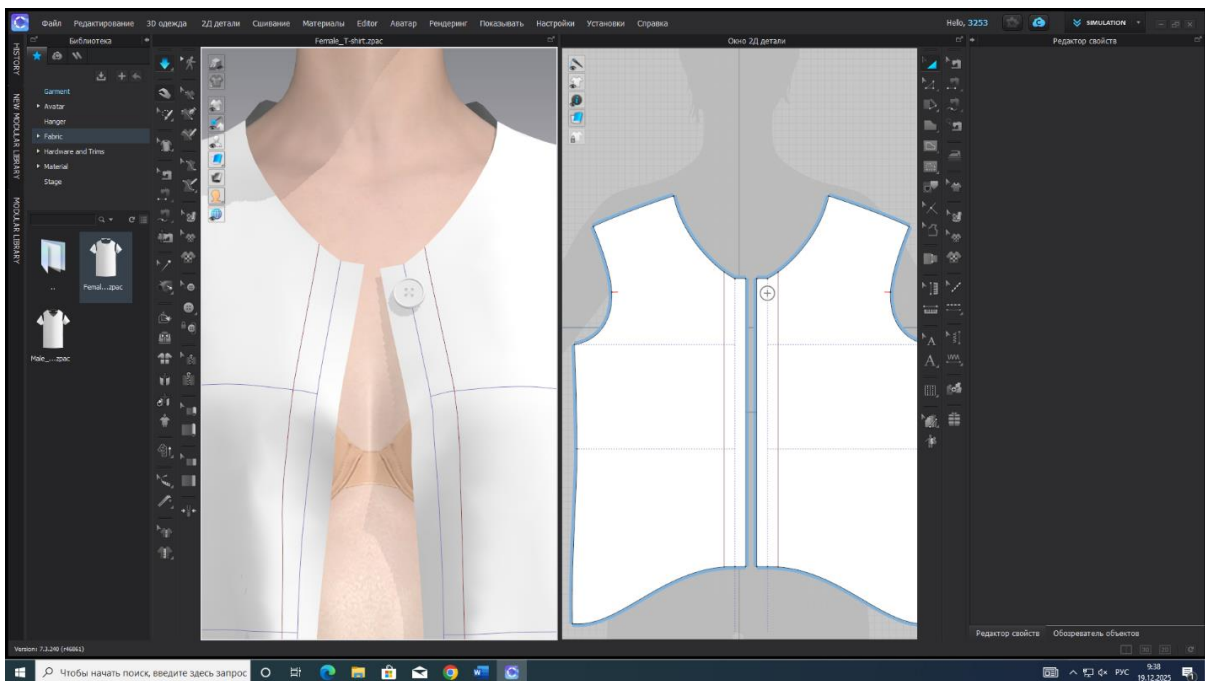 Файл Редактирование 3D одежда 2Д детали Сшивание Материалы Editor Аватар Рендеринг Показывать Настройки Установки Справка Helo, 3253 SIMULATION
Библиотека Female_T-shirt.zpac Окно 2Д детали Редактор свойств
HISTORY
NEW MODULAR LIBRARY
MODULAR LIBRARY
Garment
Avatar
Hanger
Fabric
Hardware and Trims
Material
Stage
.. Femal...zpac
Male_...zpac
Редактор свойств Обозреватель объектов
Version: 7.3.240 (r46861)
Чтобы начать поиск, введите здесь запрос РУС 9:38
19.12.2025